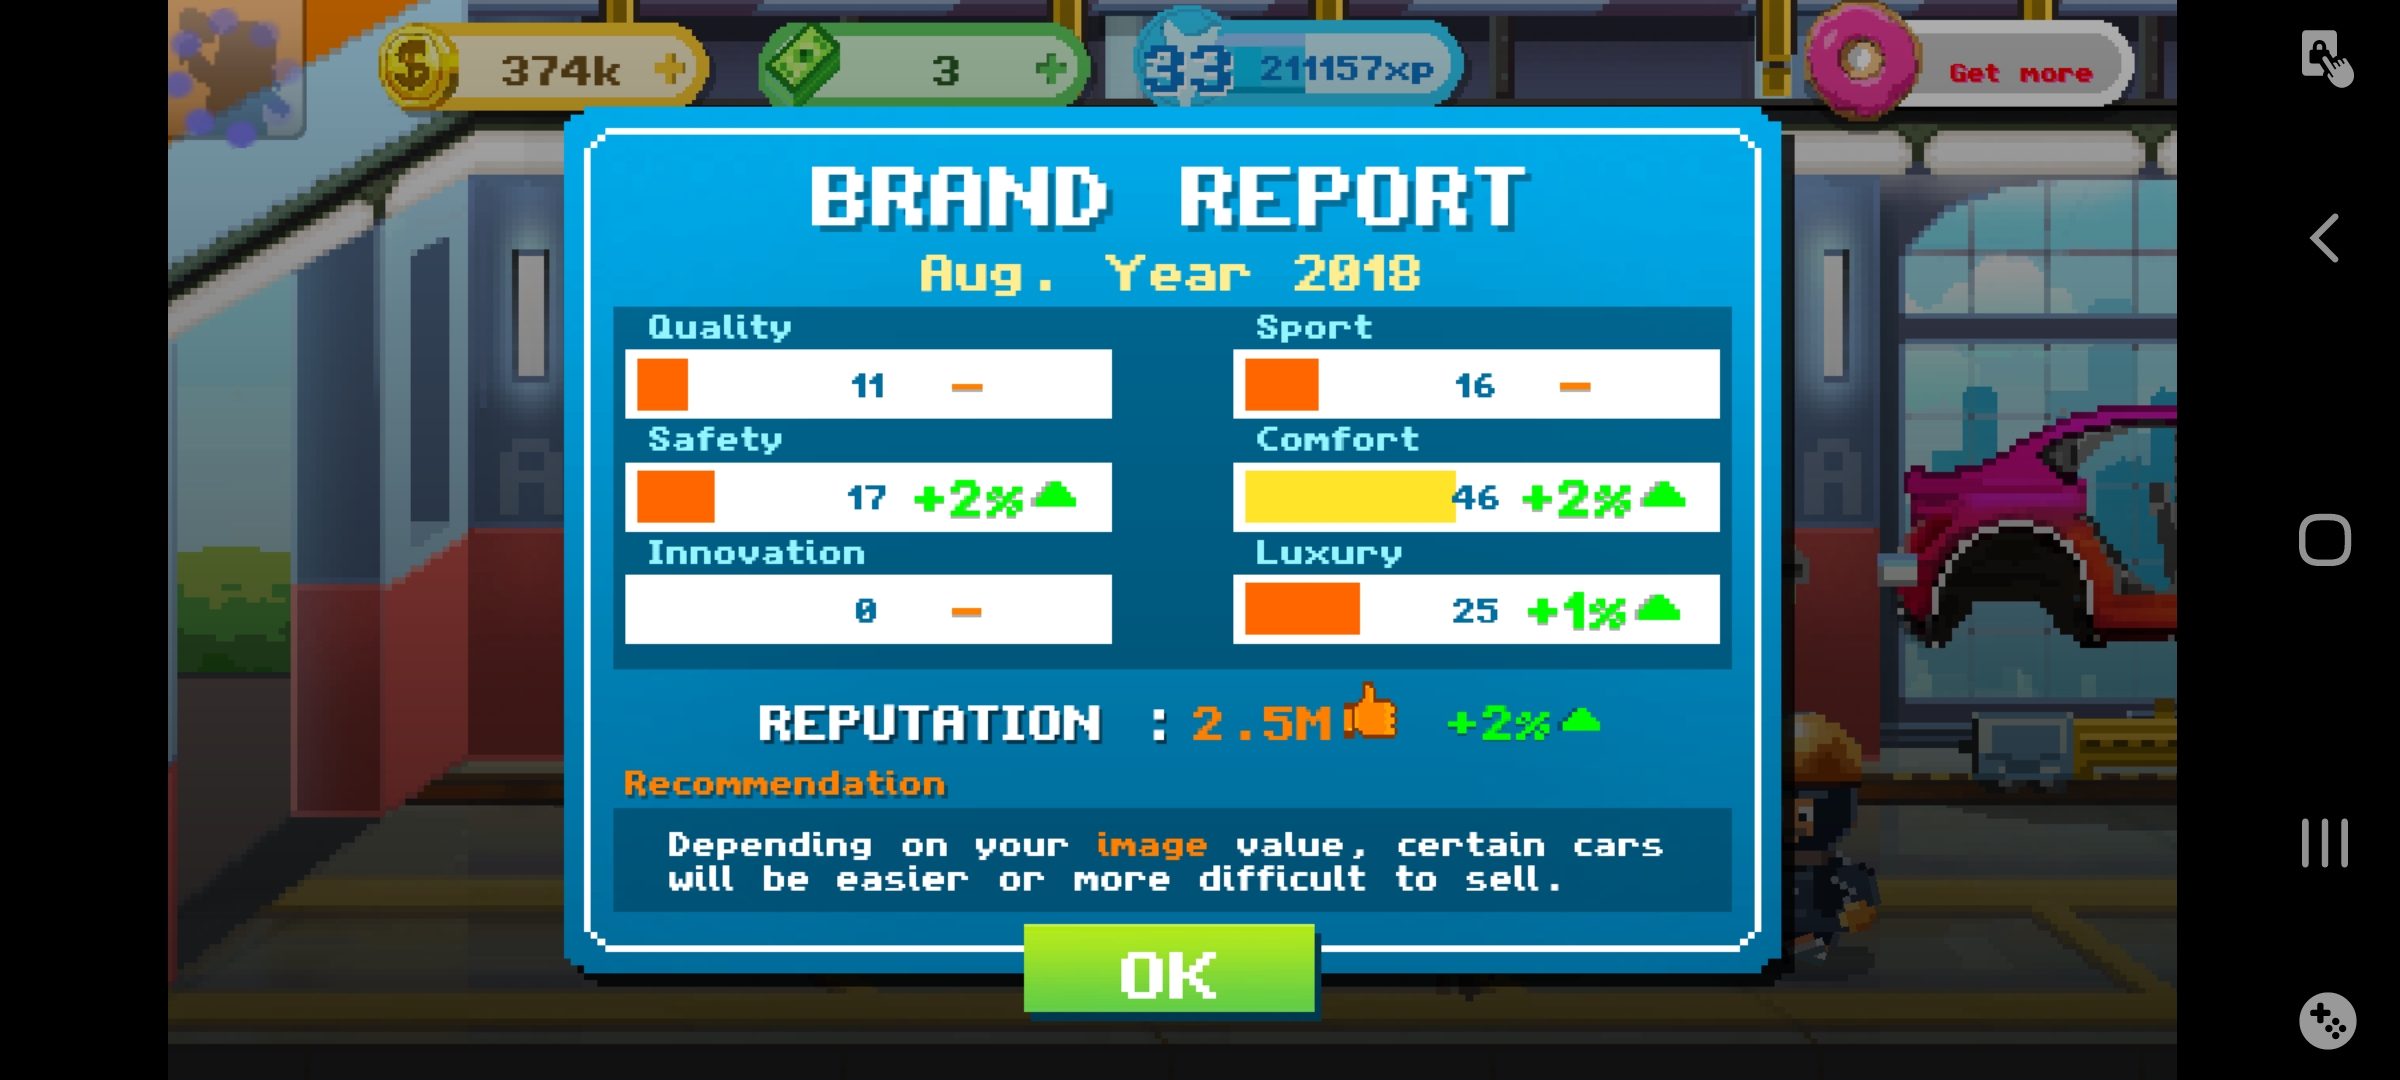 374k +
3 +
33 211157xp
Get more
BRAND REPORT
Aug. Year 2018
Quality
11 –
Sport
16 –
Safety
17 +2%
Comfort
46 +2%
Innovation
0 –
Luxury
25 +1%
REPUTATION : 2.5M +2%
Recommendation
Depending on your image value, certain cars
will be easier or more difficult to sell.
OK
A
A